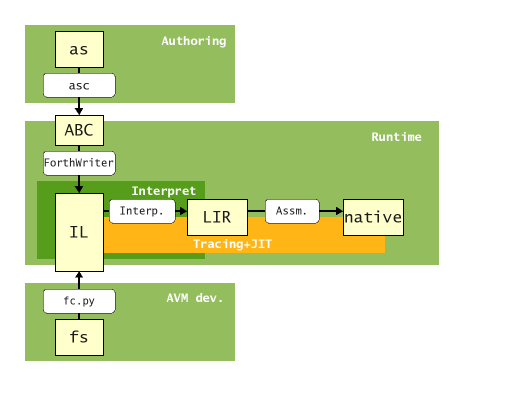 Authoring
as
asc
ABC
Runtime
ForthWriter
Interpret
Interp.
LIR
Assm.
native
IL
Tracing+JIT
AVM dev.
fc.py
fs